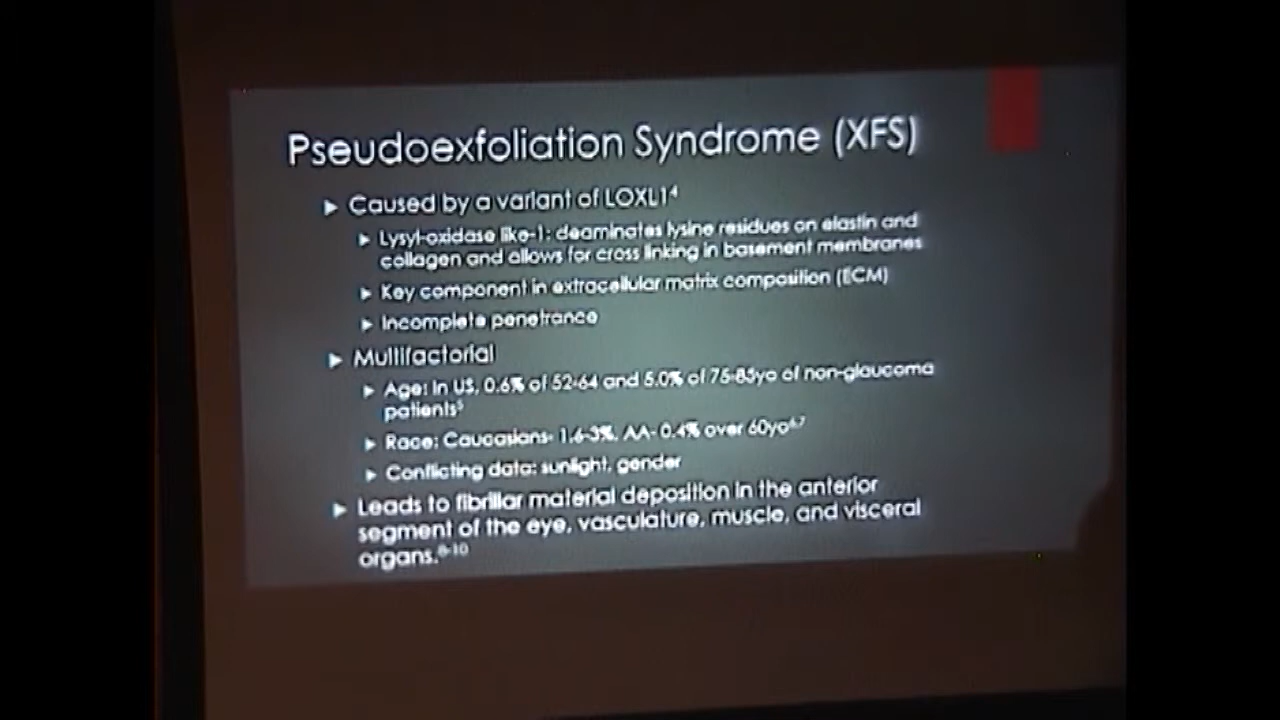 Pseudoexfoliation Syndrome (XFS)
Caused by a variant of LOXL1⁴
Lysyl-oxidase like-1: deaminates lysine residues on elastin and
collagen and allows for cross linking in basement membranes
Key component in extracellular matrix composition (ECM)
Incomplete penetrance
Multifactorial
Age: In US, 0.6% of 52-64 and 5.0% of 75-85yo of non-glaucoma
patients⁵
Race: Caucasians- 1.6-3%, AA- 0.4% over 60yo⁶,⁷
Conflicting data: sunlight, gender
Leads to fibrillar material deposition in the anterior
segment of the eye, vasculature, muscle, and visceral
organs.⁸⁻¹⁰